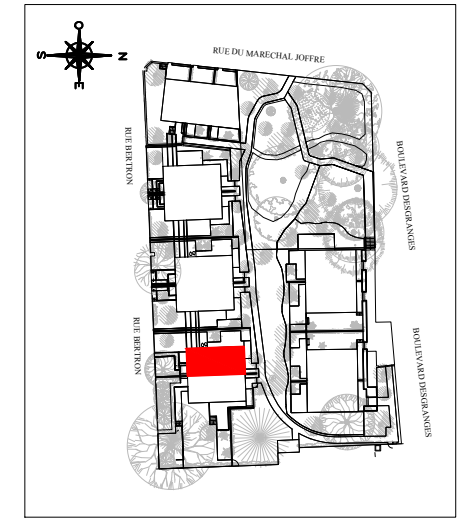 O
S
N
E
RUE DU MARECHAL JOFFRE
RUE BERTRON
BOULEVARD DESGRANGES
RUE BERTRON
BOULEVARD DESGRANGES